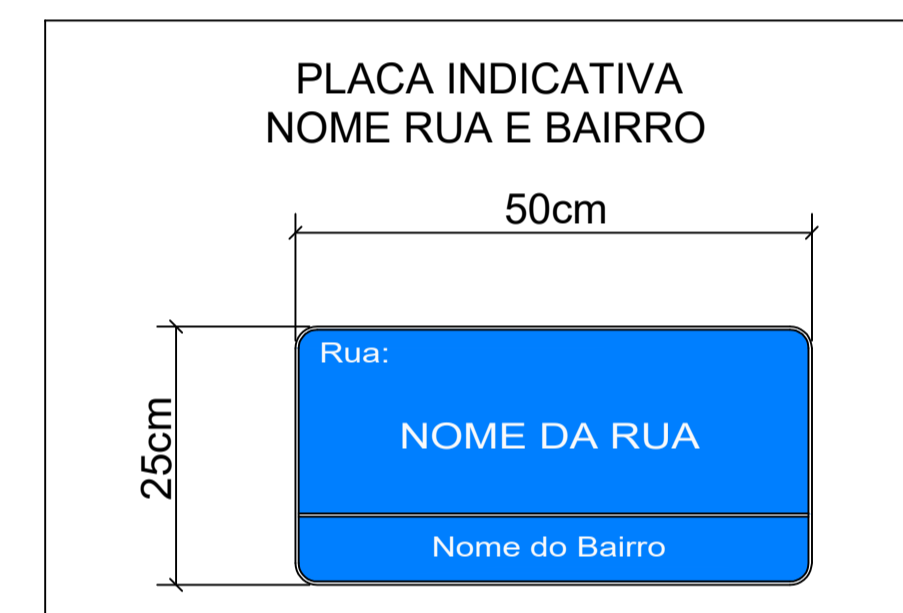 PLACA INDICATIVA
NOME RUA E BAIRRO
50cm
25cm
Rua:
NOME DA RUA
Nome do Bairro